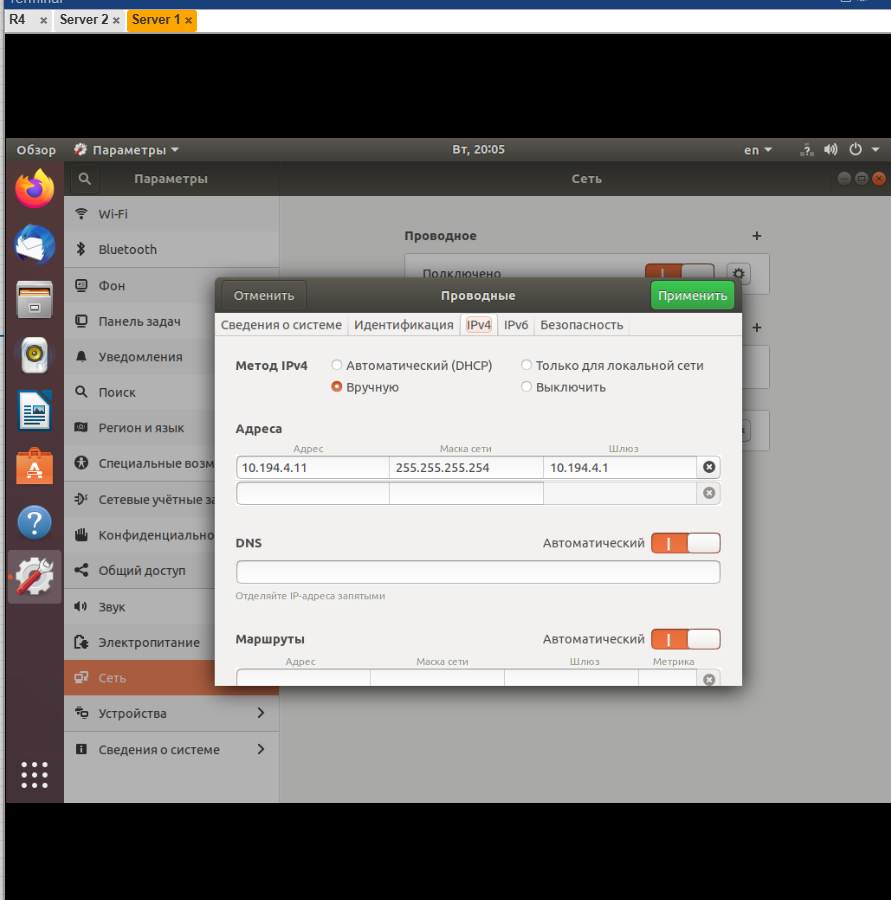 Terminal
R4 × Server 2 × Server 1 ×
Обзор Параметры Вт, 20:05 en
Параметры Сеть
Wi-Fi
Bluetooth
Фон
Панель задач
Уведомления
Поиск
Регион и язык
Специальные возм
Сетевые учётные за
Конфиденциально
Общий доступ
Звук
Электропитание
Сеть
Устройства
Сведения о системе
Проводное +
Подключено
+
Отменить Проводные Применить
Сведения о системе Идентификация IPv4 IPv6 Безопасность
Метод IPv4 Автоматический (DHCP) Только для локальной сети
Вручную Выключить
Адреса
Адрес Маска сети Шлюз
10.194.4.11 255.255.255.254 10.194.4.1
DNS Автоматический
Отделяйте IP-адреса запятыми
Маршруты Автоматический
Адрес Маска сети Шлюз Метрика